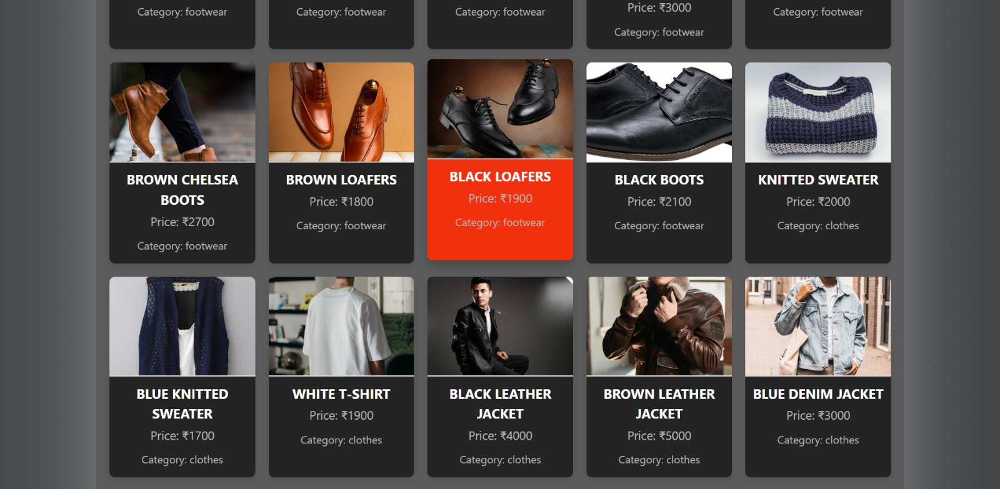 Category: footwear
Category: footwear
Category: footwear
Price: ₹3000
Category: footwear
Category: footwear
BROWN CHELSEA
BOOTS
Price: ₹2700
Category: footwear
BROWN LOAFERS
Price: ₹1800
Category: footwear
BLACK LOAFERS
Price: ₹1900
Category: footwear
BLACK BOOTS
Price: ₹2100
Category: footwear
KNITTED SWEATER
Price: ₹2000
Category: clothes
BLUE KNITTED
SWEATER
Price: ₹1700
Category: clothes
WHITE T-SHIRT
Price: ₹1900
Category: clothes
BLACK LEATHER
JACKET
Price: ₹4000
Category: clothes
BROWN LEATHER
JACKET
Price: ₹5000
Category: clothes
BLUE DENIM JACKET
Price: ₹3000
Category: clothes